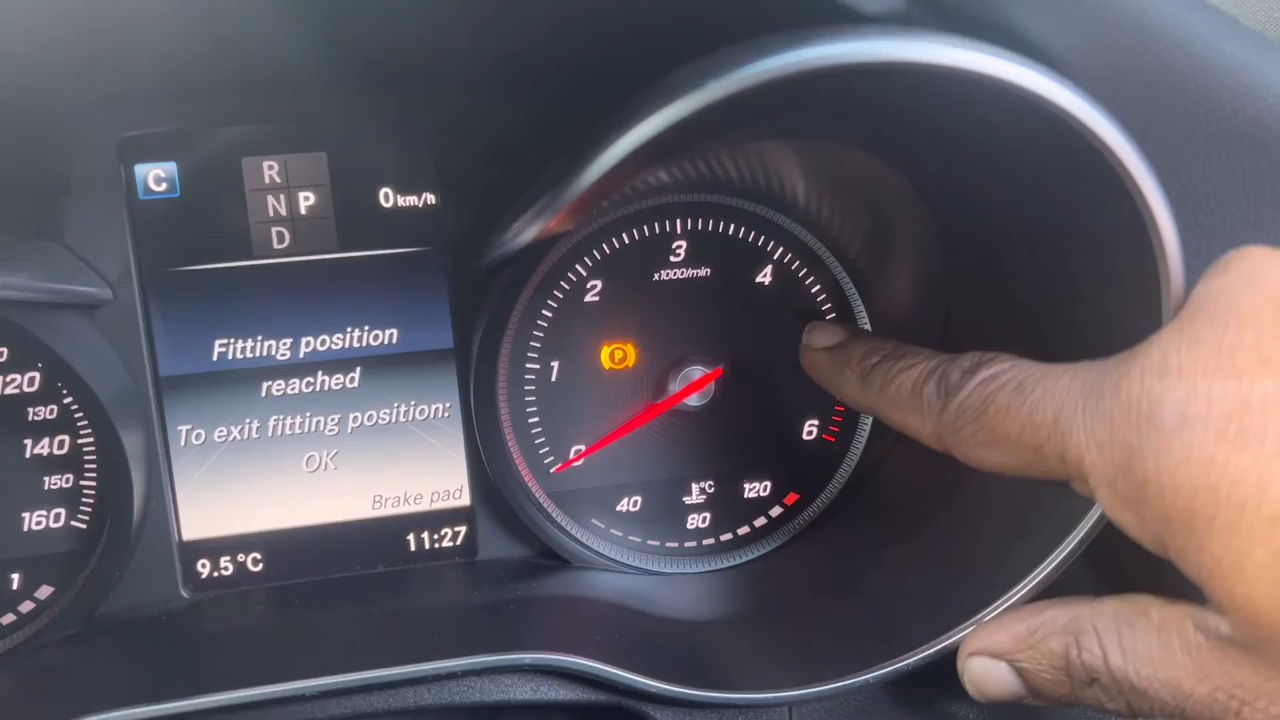 C
R
N P
D
0 km/h
Fitting position
reached
To exit fitting position:
OK
Brake pad
9.5°C
11:27
120
130
140
150
160
1
0
1
2
3
4
6
x1000/min
P
40
80
120
°C